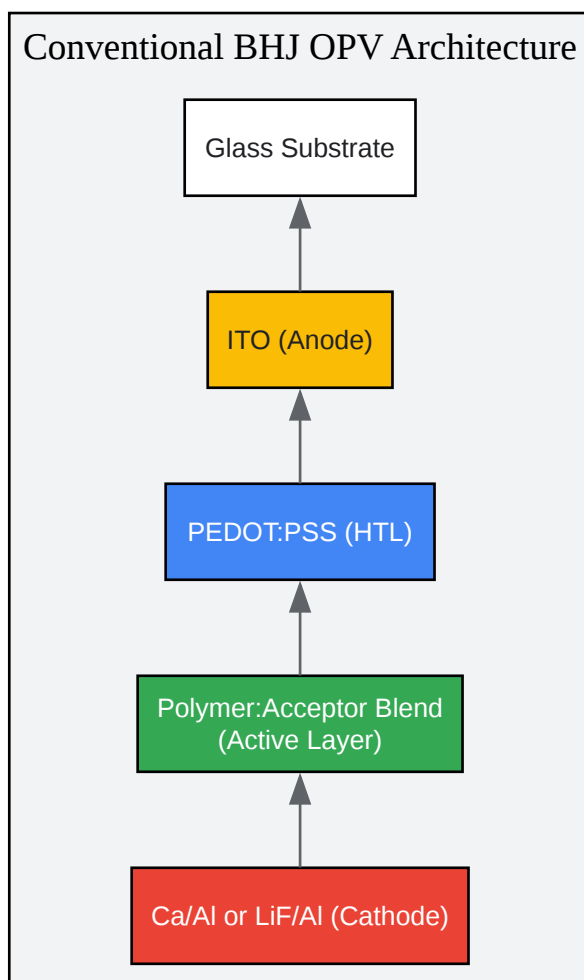 Conventional BHJ OPV Architecture
Glass Substrate
ITO (Anode)
PEDOT:PSS (HTL)
Polymer:Acceptor Blend
(Active Layer)
Ca/Al or LiF/Al (Cathode)